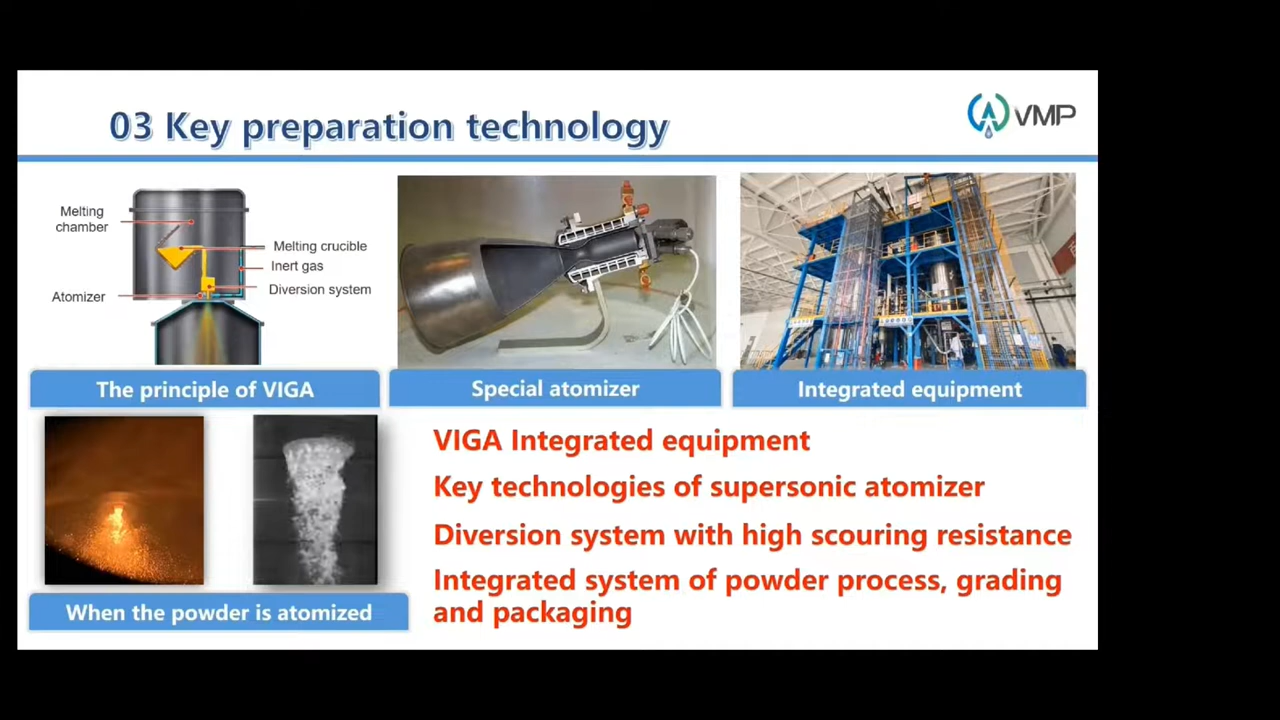 03 Key preparation technology
VMP
Melting
chamber
Melting crucible
Inert gas
Atomizer
Diversion system
The principle of VIGA
Special atomizer
Integrated equipment
When the powder is atomized
VIGA Integrated equipment
Key technologies of supersonic atomizer
Diversion system with high scouring resistance
Integrated system of powder process, grading
and packaging